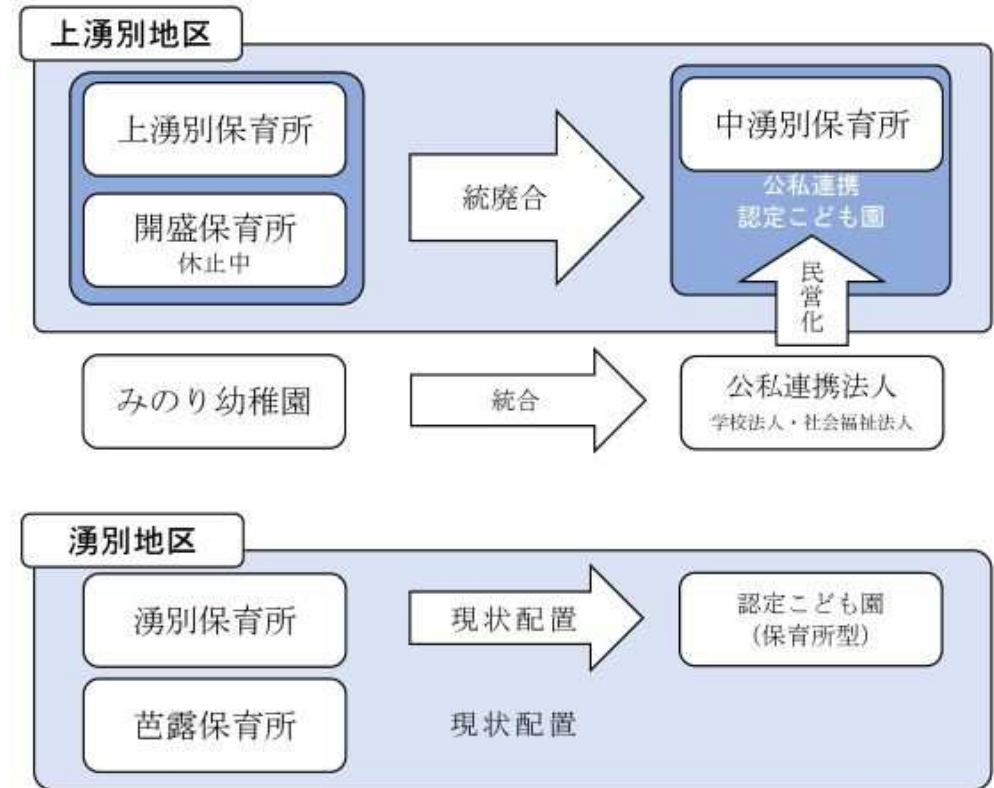 上湧別地区
上湧別保育所
開盛保育所
休止中
統廃合
中湧別保育所
公私連携
認定こども園
民営化
みのり幼稚園
統合
公私連携法人
学校法人・社会福祉法人
湧別地区
湧別保育所
現状配置
認定こども園
(保育所型)
芭露保育所
現状配置